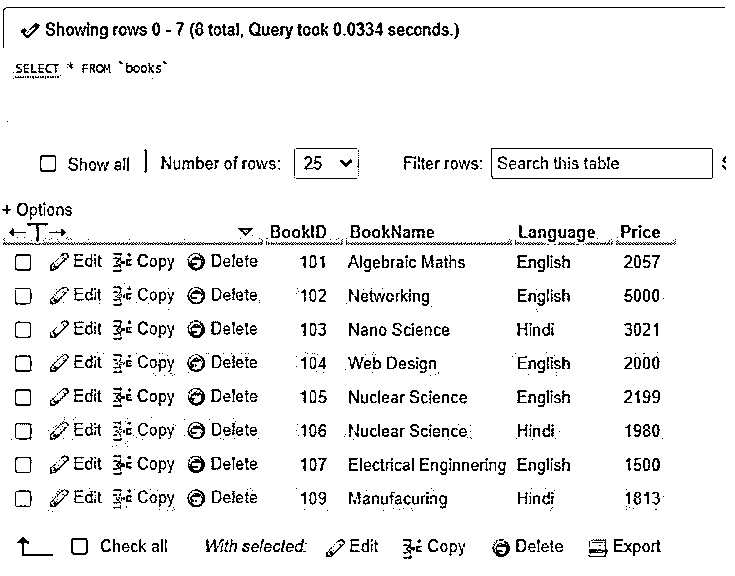 Showing rows 0 - 7 (8 total, Query took 0.0334 seconds.)
SELECT * FROM `books`
Show all | Number of rows: 25 Filter rows: Search this table
+ Options
←T→ BookID BookName Language Price
Edit Copy Delete 101 Algebraic Maths English 2057
Edit Copy Delete 102 Networking English 5000
Edit Copy Delete 103 Nano Science Hindi 3021
Edit Copy Delete 104 Web Design English 2000
Edit Copy Delete 105 Nuclear Science English 2199
Edit Copy Delete 106 Nuclear Science Hindi 1980
Edit Copy Delete 107 Electrical Enginnering English 1500
Edit Copy Delete 109 Manufacuring Hindi 1813
Check all With selected: Edit Copy Delete Export